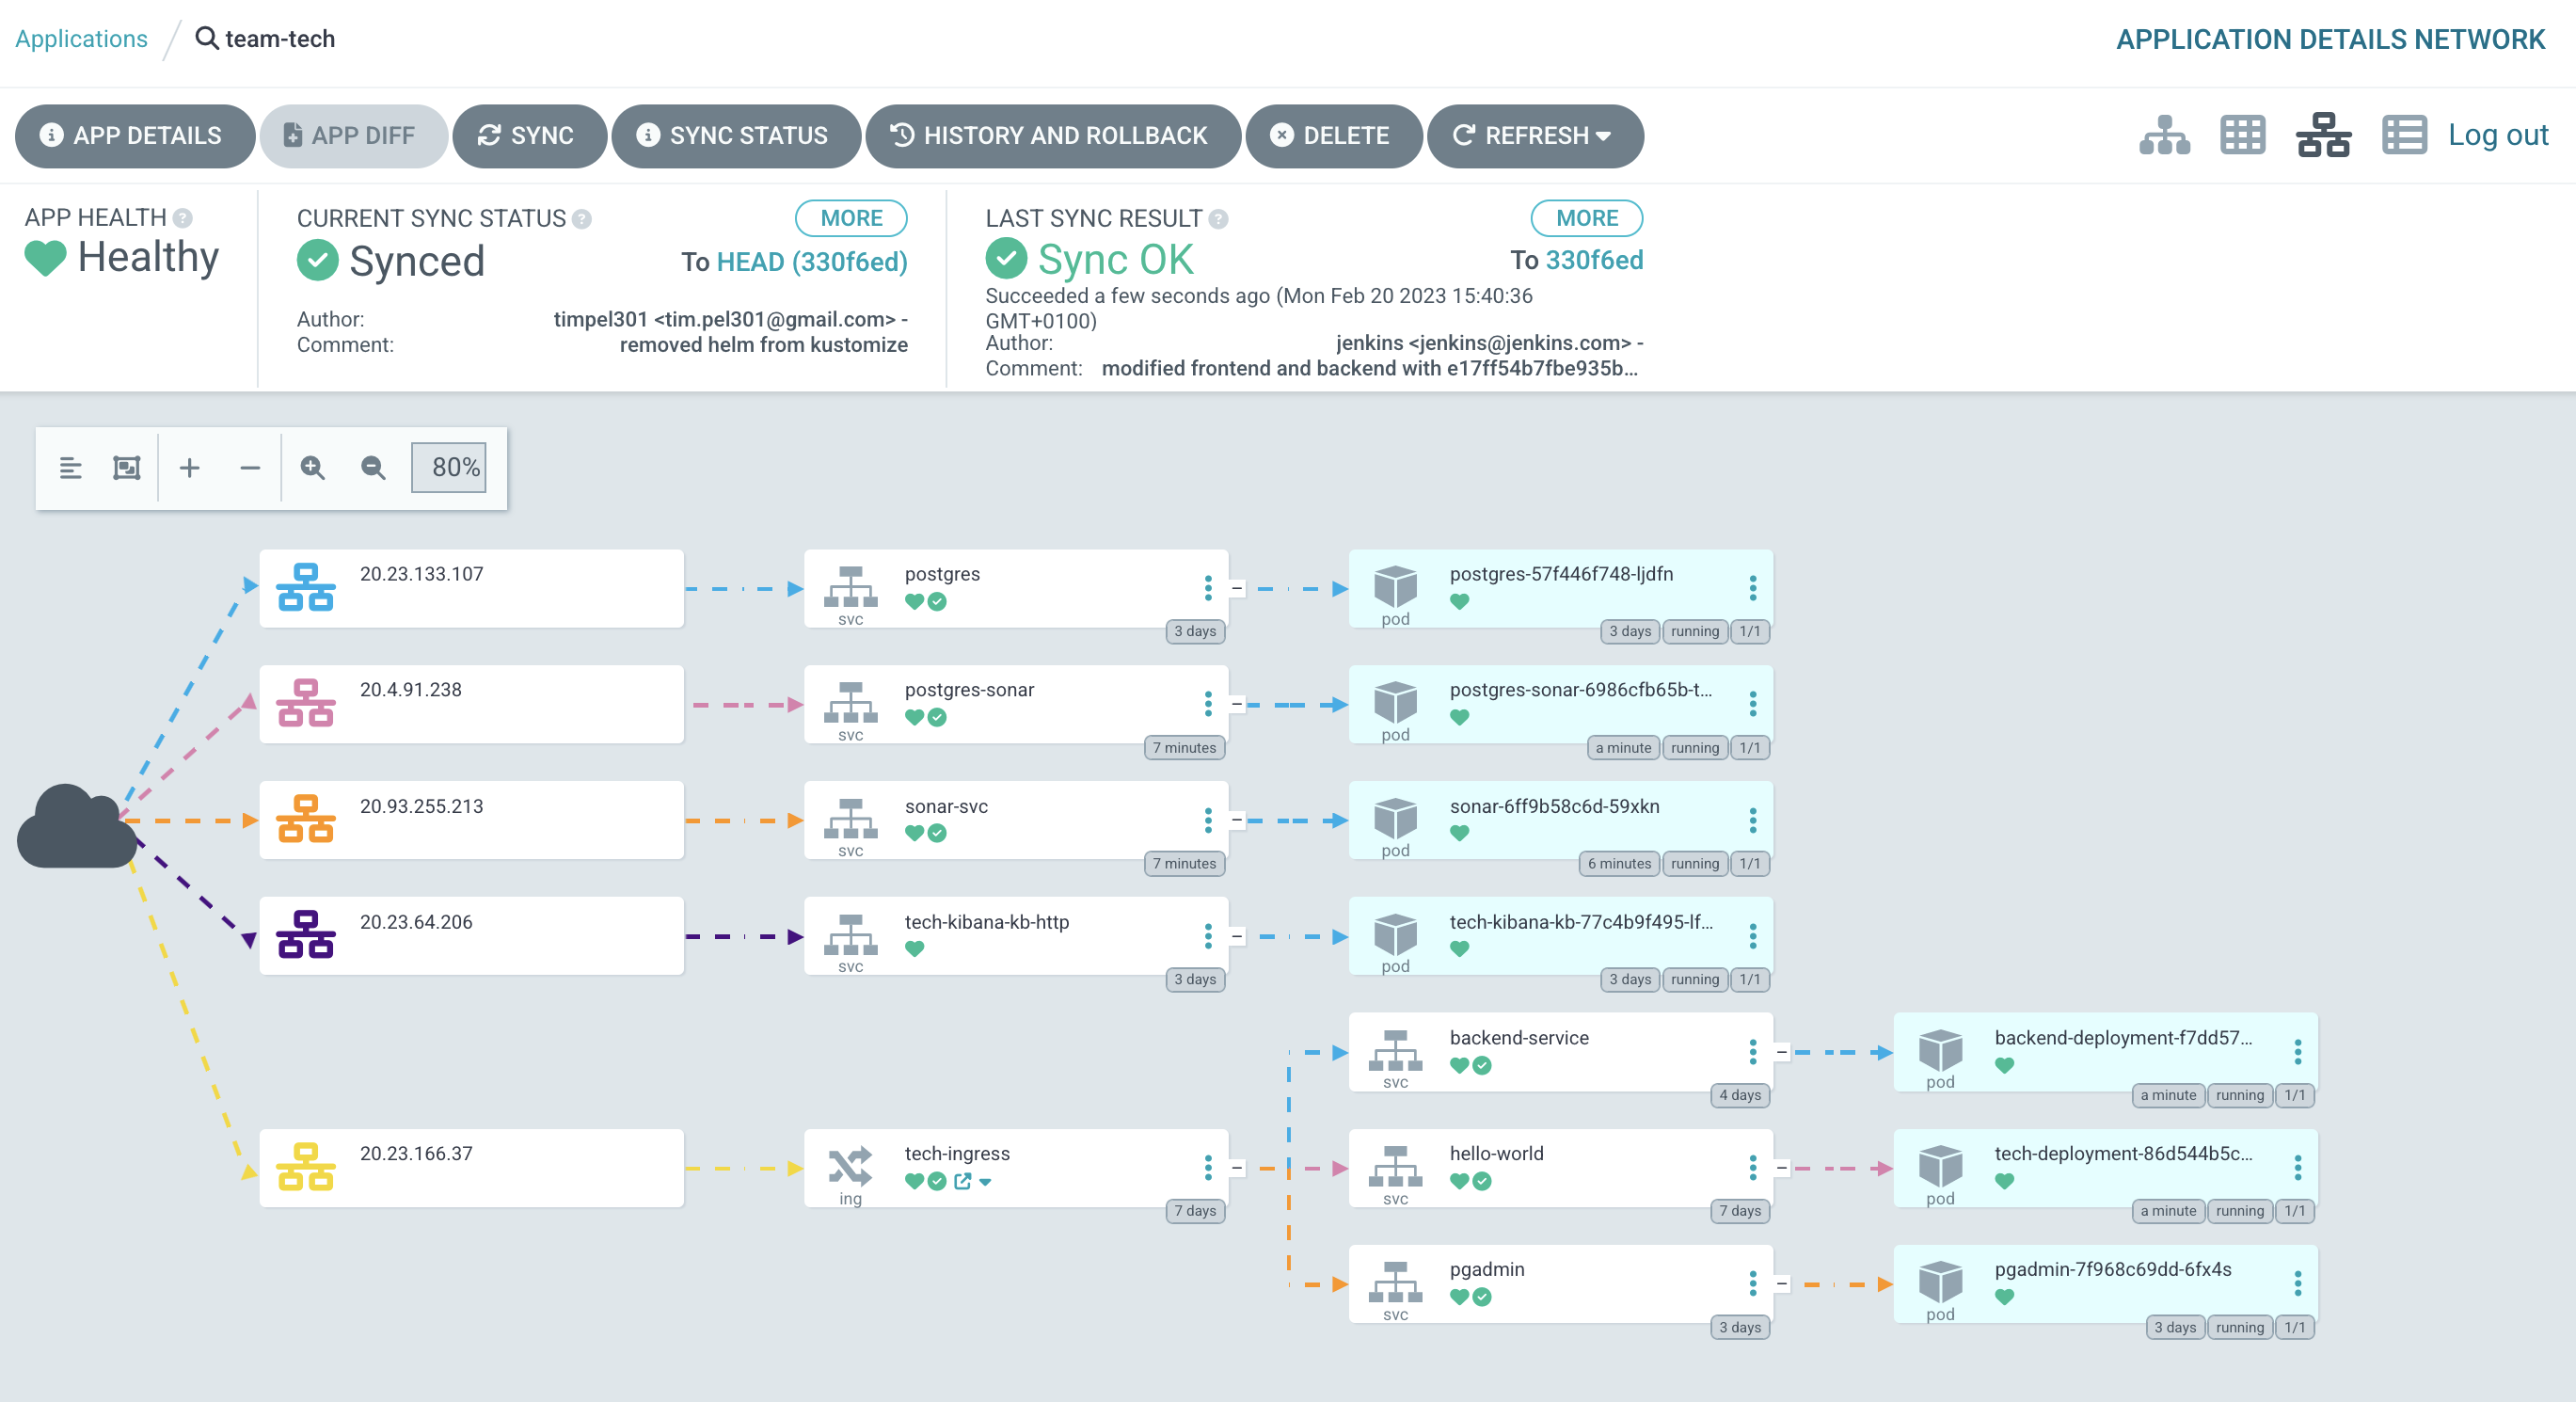 Applications / team-tech
APPLICATION DETAILS NETWORK
APP DETAILS
APP DIFF
SYNC
SYNC STATUS
HISTORY AND ROLLBACK
DELETE
REFRESH
Log out
APP HEALTH
Healthy
CURRENT SYNC STATUS
MORE
Synced
To HEAD (330f6ed)
Author: timpel301 <tim.pel301@gmail.com> -
Comment: removed helm from kustomize
LAST SYNC RESULT
MORE
Sync OK
To 330f6ed
Succeeded a few seconds ago (Mon Feb 20 2023 15:40:36
GMT+0100)
Author: jenkins <jenkins@jenkins.com> -
Comment: modified frontend and backend with e17ff54b7fbe935b...
80%
20.23.133.107
postgres
svc
3 days
postgres-57f446f748-ljdfn
pod
3 days running 1/1
20.4.91.238
postgres-sonar
svc
7 minutes
postgres-sonar-6986cfb65b-t...
pod
a minute running 1/1
20.93.255.213
sonar-svc
svc
7 minutes
sonar-6ff9b58c6d-59xkn
pod
6 minutes running 1/1
20.23.64.206
tech-kibana-kb-http
svc
3 days
tech-kibana-kb-77c4b9f495-lf...
pod
3 days running 1/1
backend-service
svc
4 days
backend-deployment-f7dd57...
pod
a minute running 1/1
20.23.166.37
tech-ingress
ing
7 days
hello-world
svc
7 days
tech-deployment-86d544b5c...
pod
a minute running 1/1
pgadmin
svc
3 days
pgadmin-7f968c69dd-6fx4s
pod
3 days running 1/1